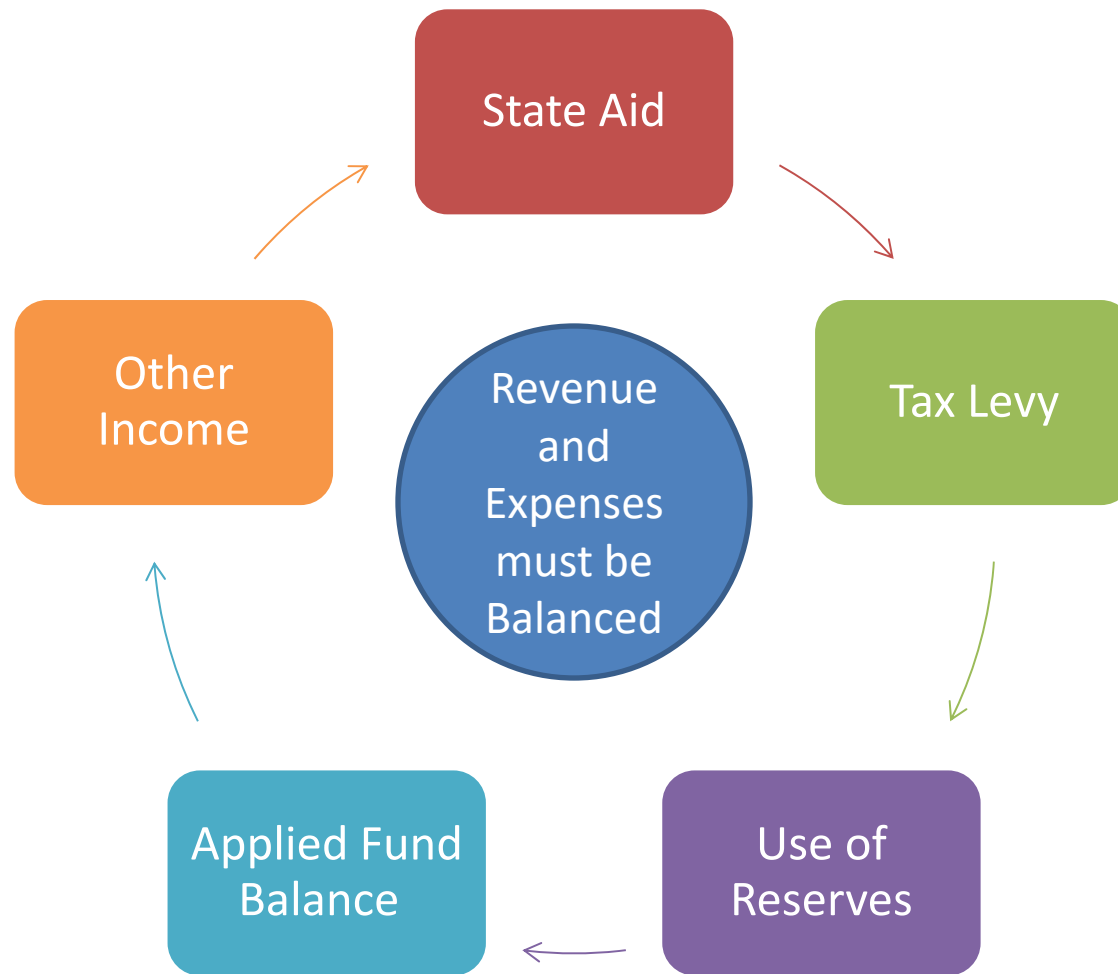 State Aid
Tax Levy
Use of
Reserves
Applied Fund
Balance
Other
Income
Revenue
and
Expenses
must be
Balanced